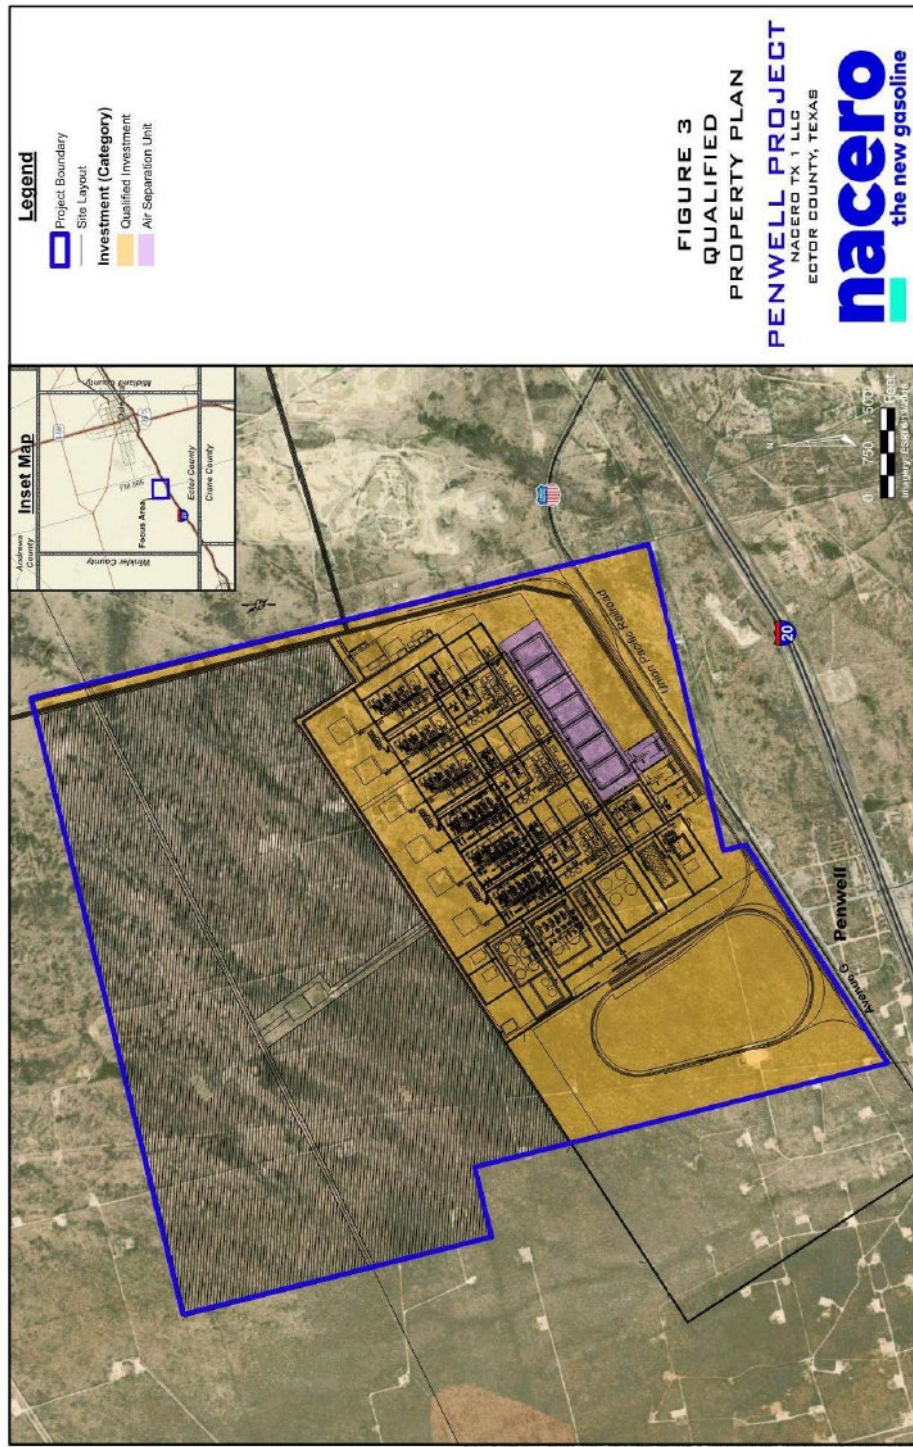 Legend
Project Boundary
Site Layout
Investment (Category)
Qualified Investment
Air Separation Unit
FIGURE 3
QUALIFIED
PROPERTY PLAN
PENWELL PROJECT
NACERO TX 1 LLC
ECTOR COUNTY, TEXAS
nacero
the new gasoline
Inset Map
Andrews
County
Midland County
Winkler County
Focus Area
Ector County
Crane County
20
Union Pacific Railroad
20
Penwell
Avenue G
N
0 750 1,500
Feet